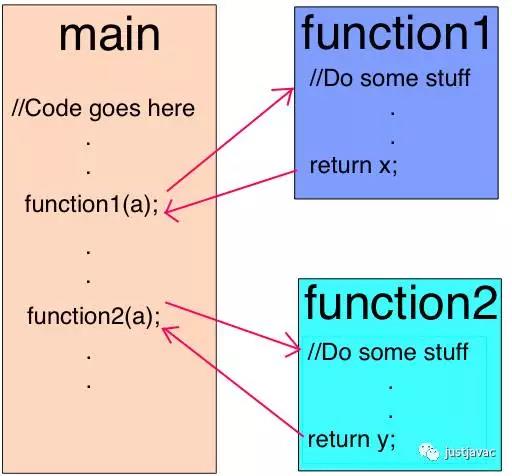 main
//Code goes here
.
.
function1(a);
.
.
function2(a);
.
.
function1
//Do some stuff
.
.
return x;
function2
//Do some stuff
.
.
return y;
justjavac